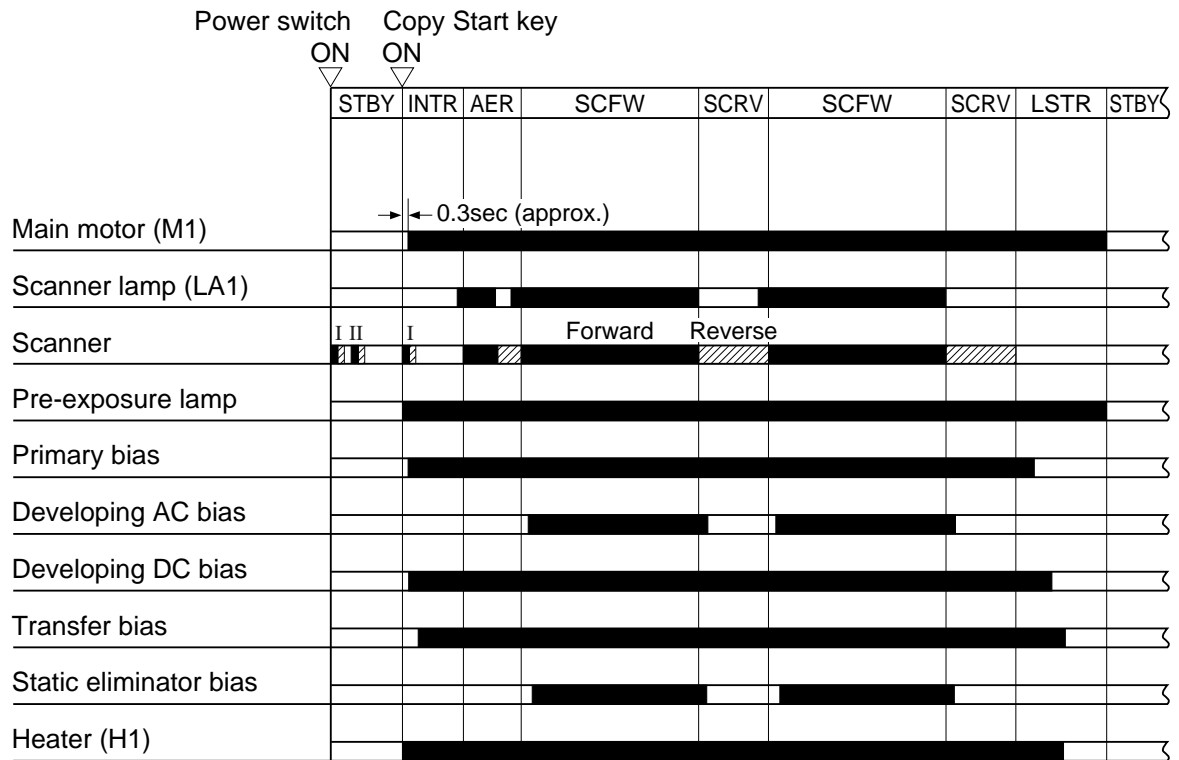 Power switch Copy Start key
ON ON
STBY INTR AER SCFW SCRV SCFW SCRV LSTR STBY
0.3sec (approx.)
Main motor (M1)
Scanner lamp (LA1)
I II I Forward Reverse
Scanner
Pre-exposure lamp
Primary bias
Developing AC bias
Developing DC bias
Transfer bias
Static eliminator bias
Heater (H1)